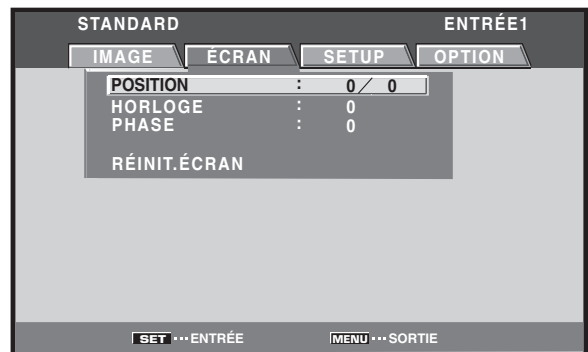 STANDARD ENTRÉE1
IMAGE ÉCRAN SETUP OPTION
POSITION : 0/ 0
HORLOGE : 0
PHASE : 0
RÉINIT.ÉCRAN
SET ···ENTRÉE MENU ···SORTIE